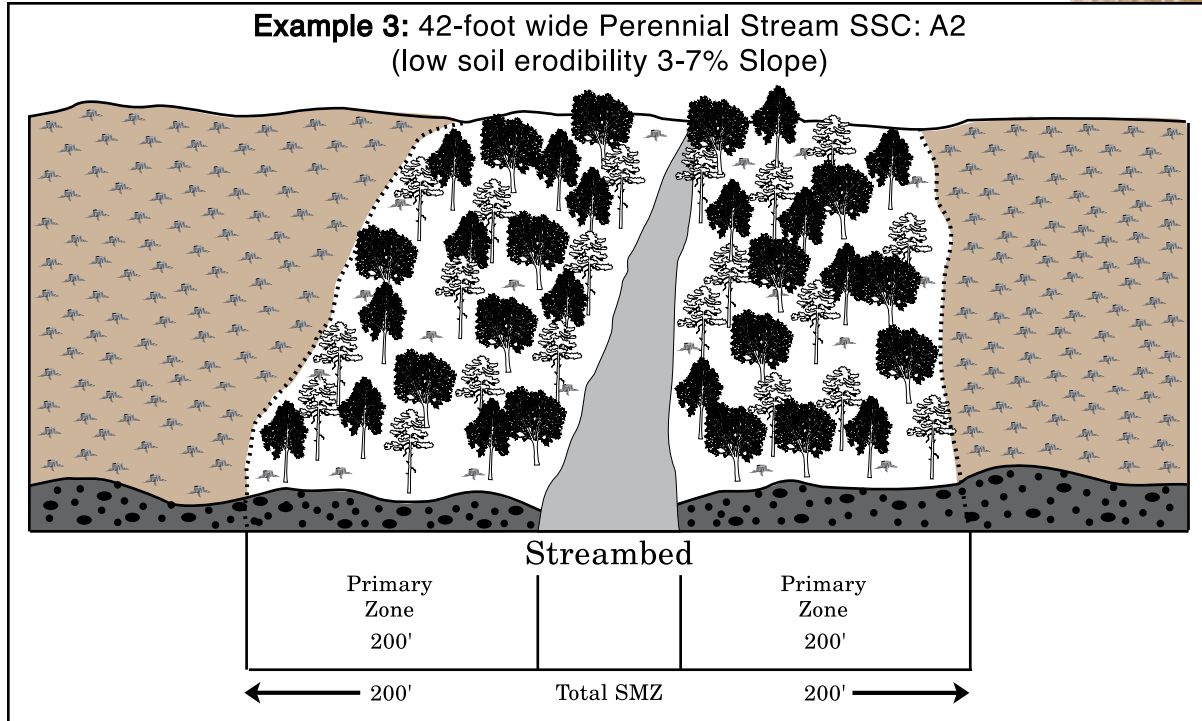 Example 3: 42-foot wide Perennial Stream SSC: A2
(low soil erodibility 3-7% Slope)
Streambed
Primary
Zone
200'
Primary
Zone
200'
200' Total SMZ 200'